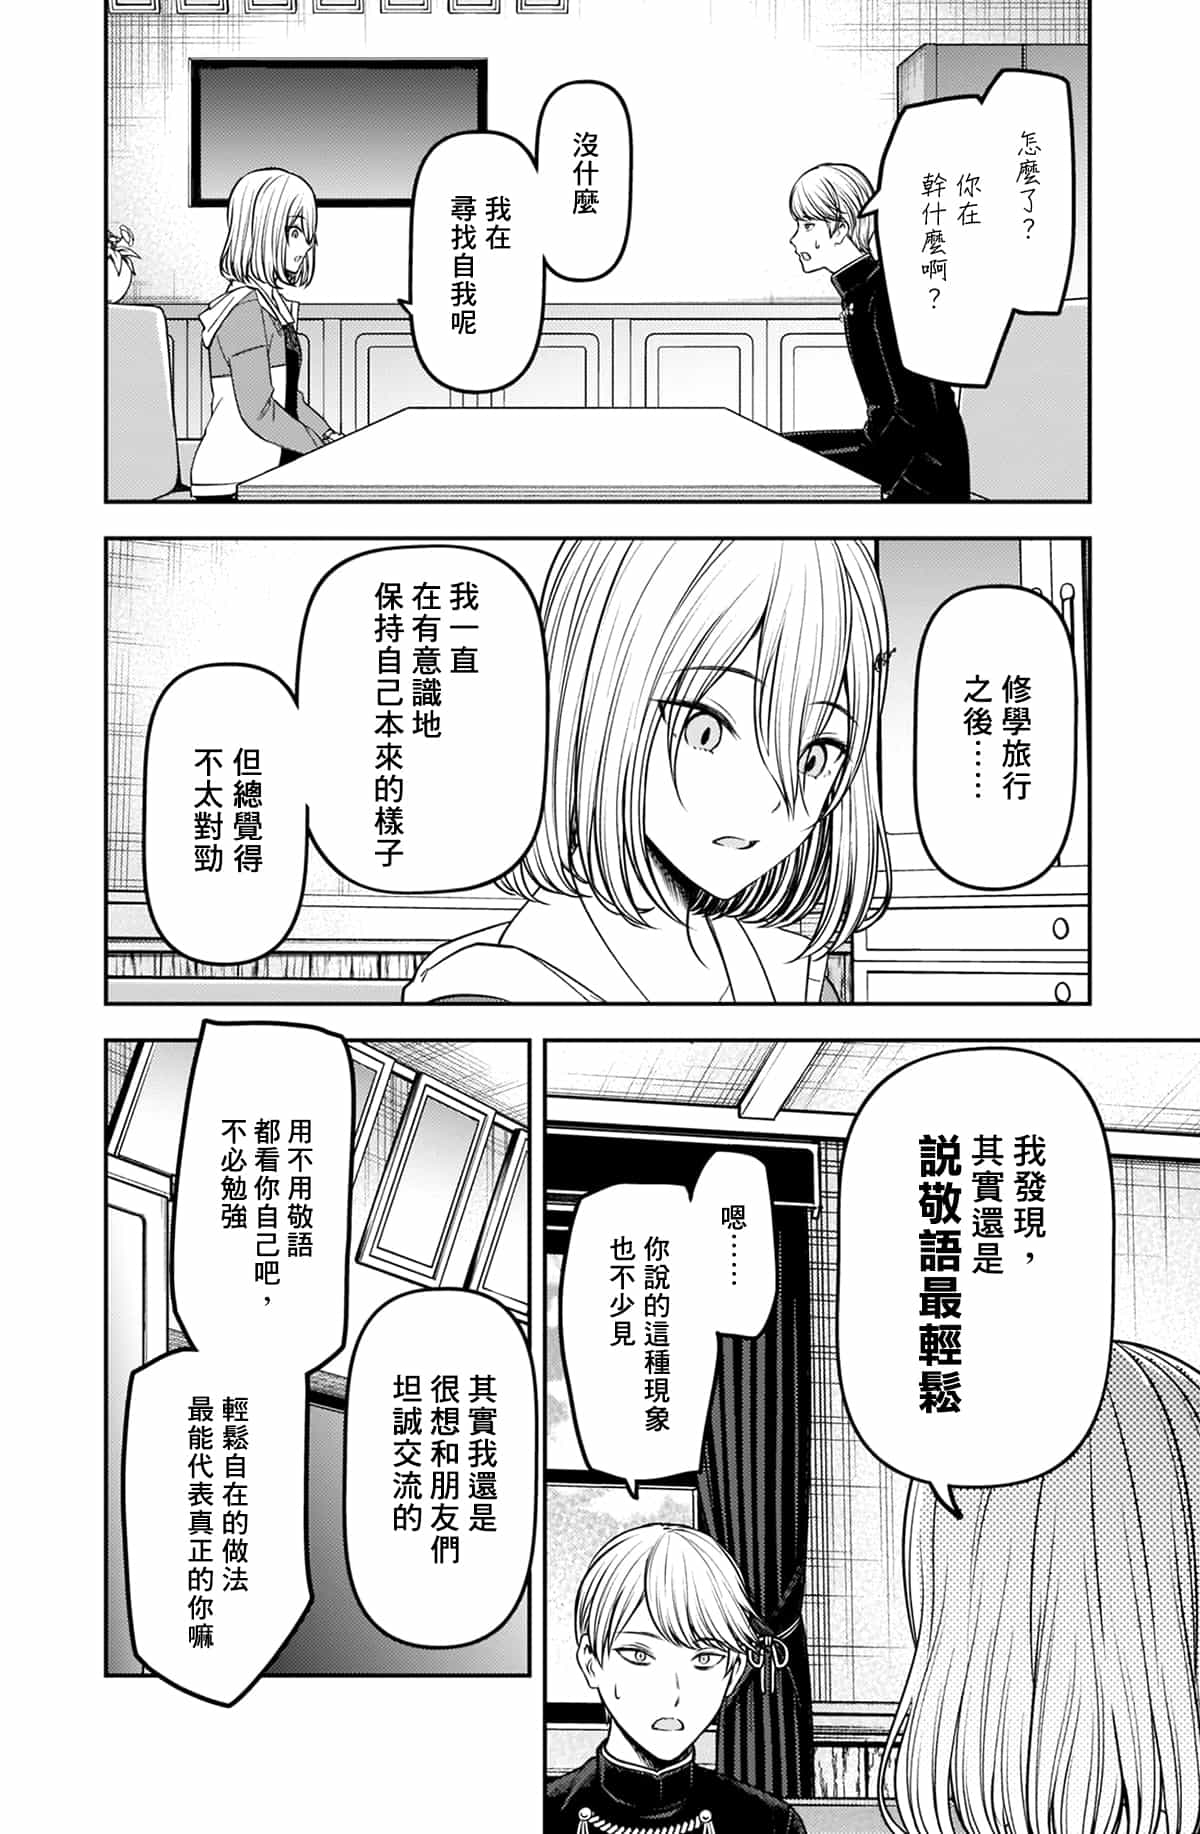 怎麼了？
你在
幹什麼啊？
沒什麼
我在
尋找自我呢
修學旅行
之後……
我一直
在有意識地
保持自己本來的樣子
但總覺得
不太對勁
我發現，
其實還是
説敬語最輕鬆
嗯……
你說的這種現象
也不少見
其實我還是
很想和朋友們
坦誠交流的
用不用敬語
都看你自己吧，
不必勉強
輕鬆自在的做法
最能代表真正的你嘛